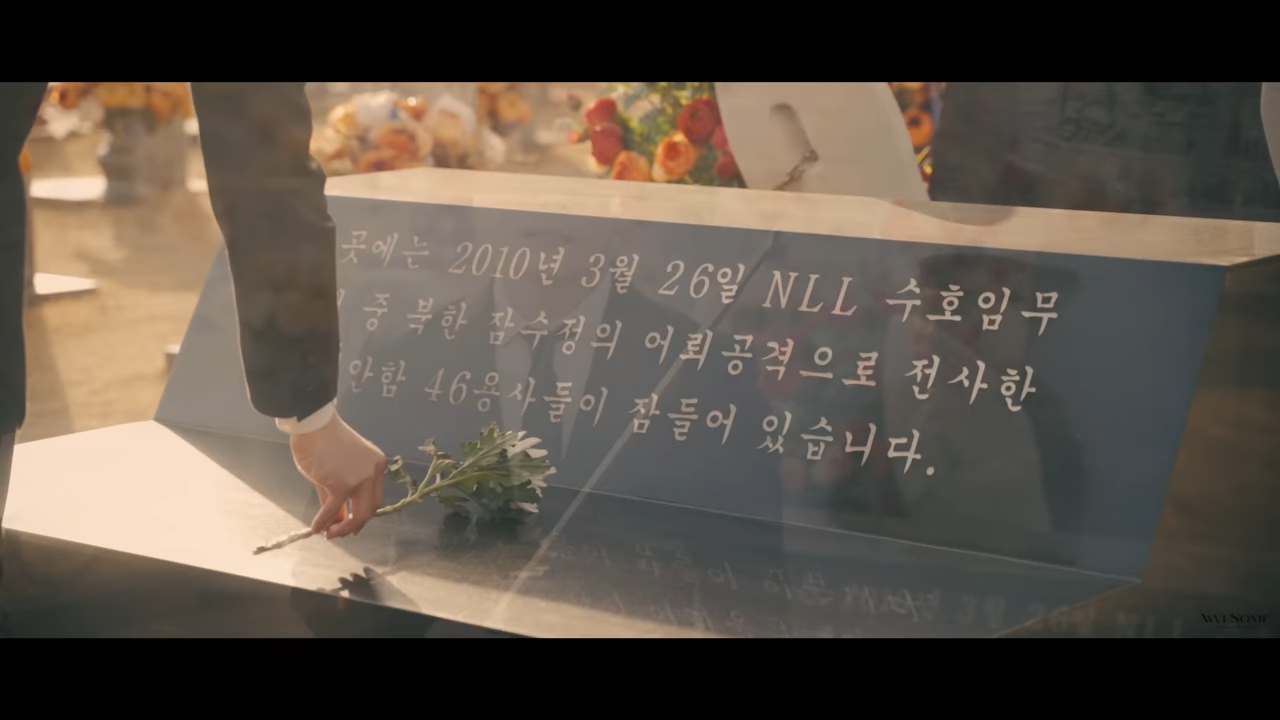 곳에는 2010년 3월 26일 NLL 수호임무
중 북한 잠수정의 어뢰공격으로 전사한
안함 46용사들이 잠들어 있습니다.
AWESOME